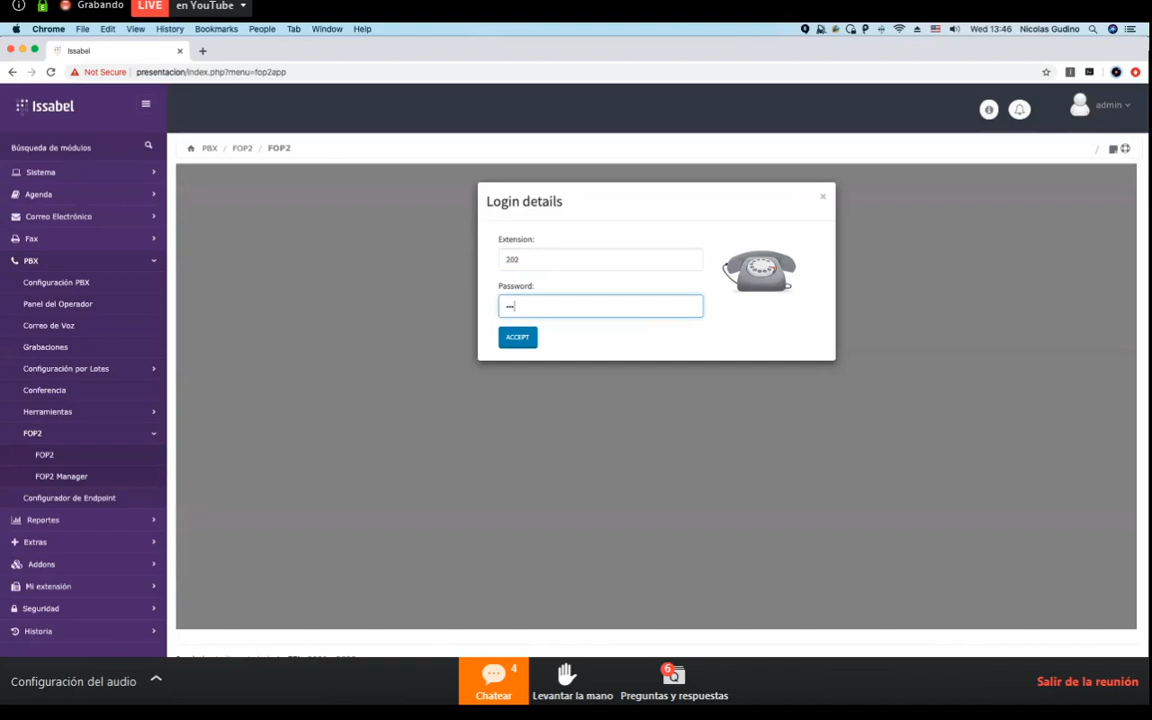 Grabando
LIVE
en YouTube
Chrome File Edit View History Bookmarks People Tab Window Help
Wed 13:46 Nicolas Gudino
Issabel
Not Secure presentacion/index.php?menu=fop2app
Issabel
admin
Búsqueda de módulos
PBX / FOP2 / FOP2
/
Sistema
Agenda
Correo Electrónico
Fax
PBX
Configuración PBX
Panel del Operador
Correo de Voz
Grabaciones
Configuración por Lotes
Conferencia
Herramientas
FOP2
FOP2
FOP2 Manager
Configurador de Endpoint
Reportes
Extras
Addons
Mi extensión
Seguridad
Historia
Login details
×
Extension:
202
Password:
ACCEPT
Configuración del audio
4
Chatear
Levantar la mano
6
Preguntas y respuestas
Salir de la reunión